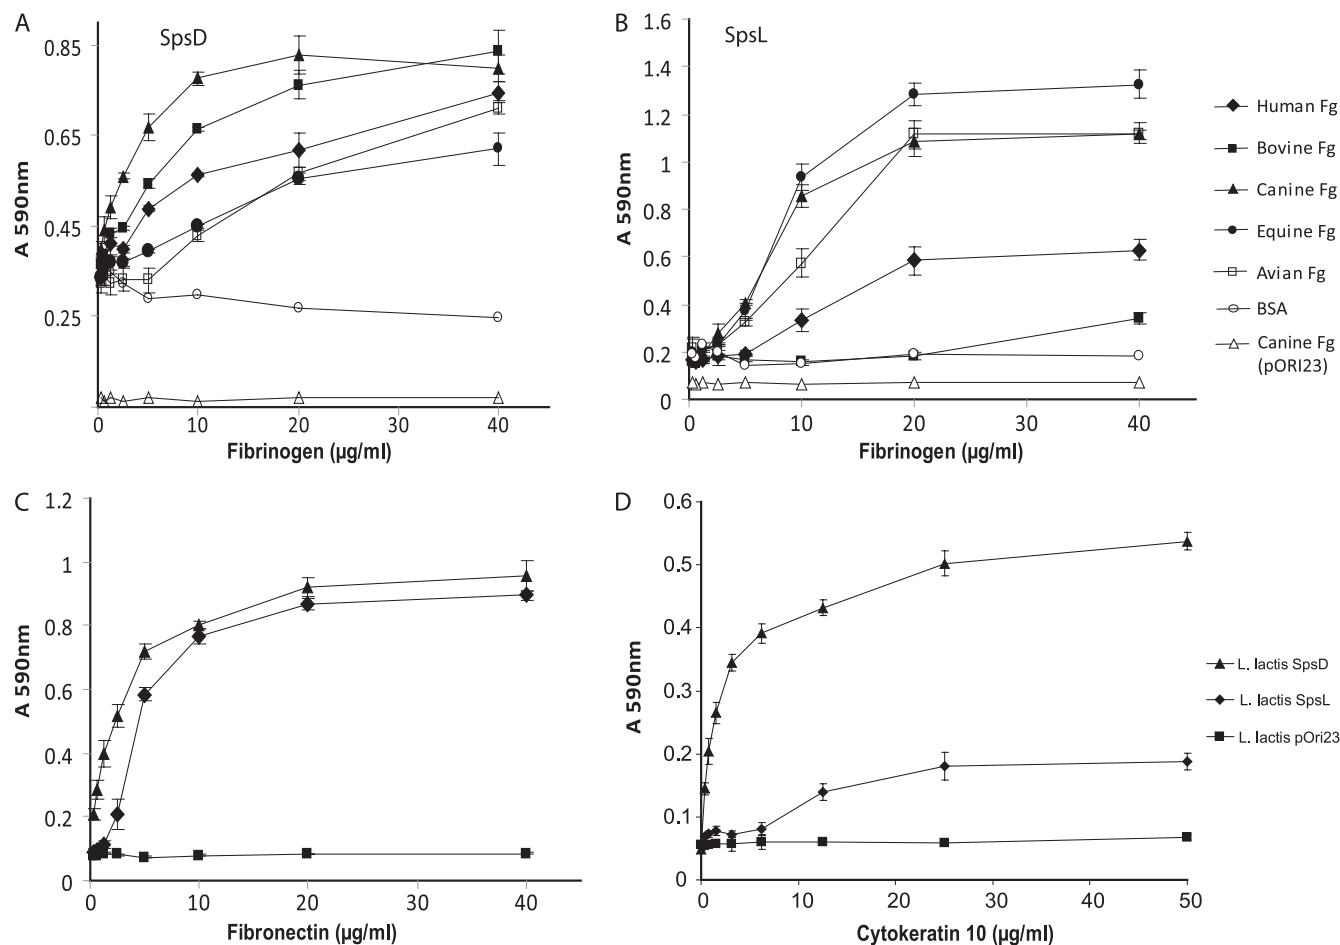 A
SpsD
0.85
0.65
0.45
0.25
A 590nm
0
10
20
30
40
Fibrinogen (µg/ml)
B
SpsL
1.6
1.4
1.2
1
0.8
0.6
0.4
0.2
0
A 590nm
0
10
20
30
40
Fibrinogen (µg/ml)
Human Fg
Bovine Fg
Canine Fg
Equine Fg
Avian Fg
BSA
Canine Fg
(pORI23)
C
1.2
1
0.8
0.6
0.4
0.2
0
A 590nm
0
10
20
30
40
Fibronectin (µg/ml)
D
0.6
0.5
0.4
0.3
0.2
0.1
0
A 590nm
0
10
20
30
40
50
Cytokeratin 10 (µg/ml)
L. lactis SpsD
L. lactis SpsL
L. lactis pOri23